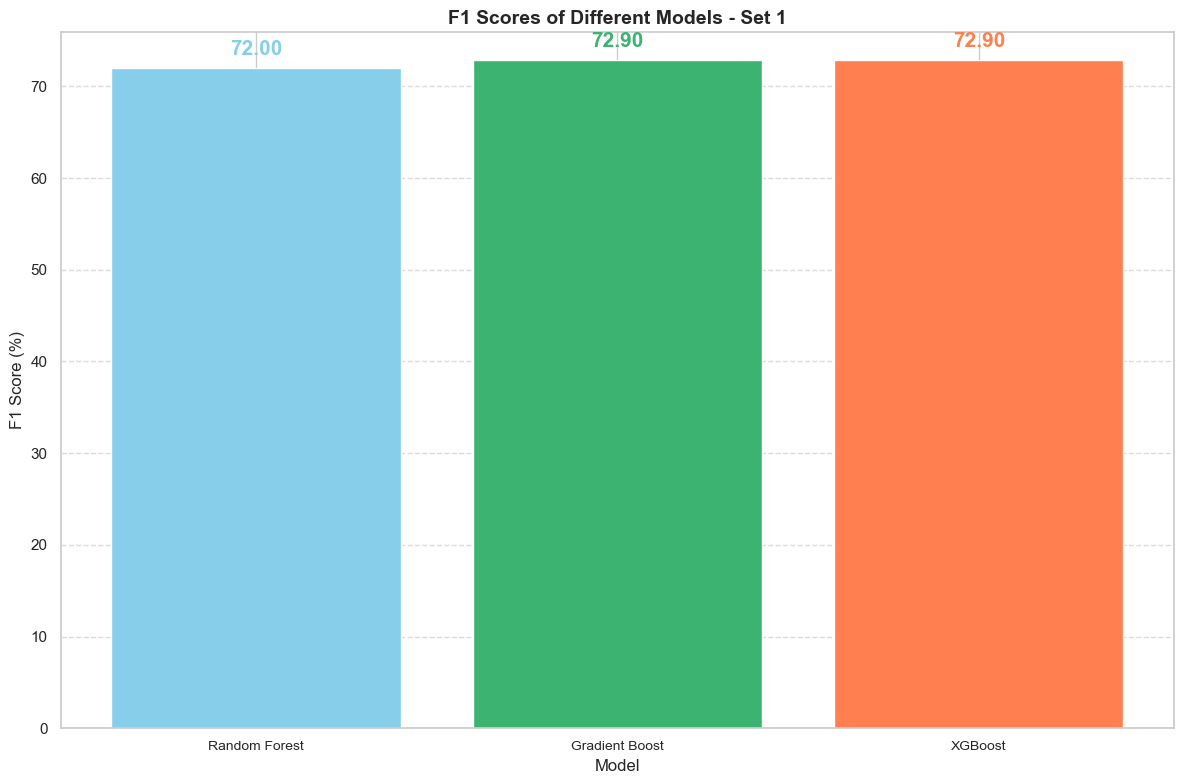 F1 Scores of Different Models - Set 1
72.00
72.90
72.90
70
60
50
40
30
20
10
0
F1 Score (%)
Random Forest
Gradient Boost
XGBoost
Model